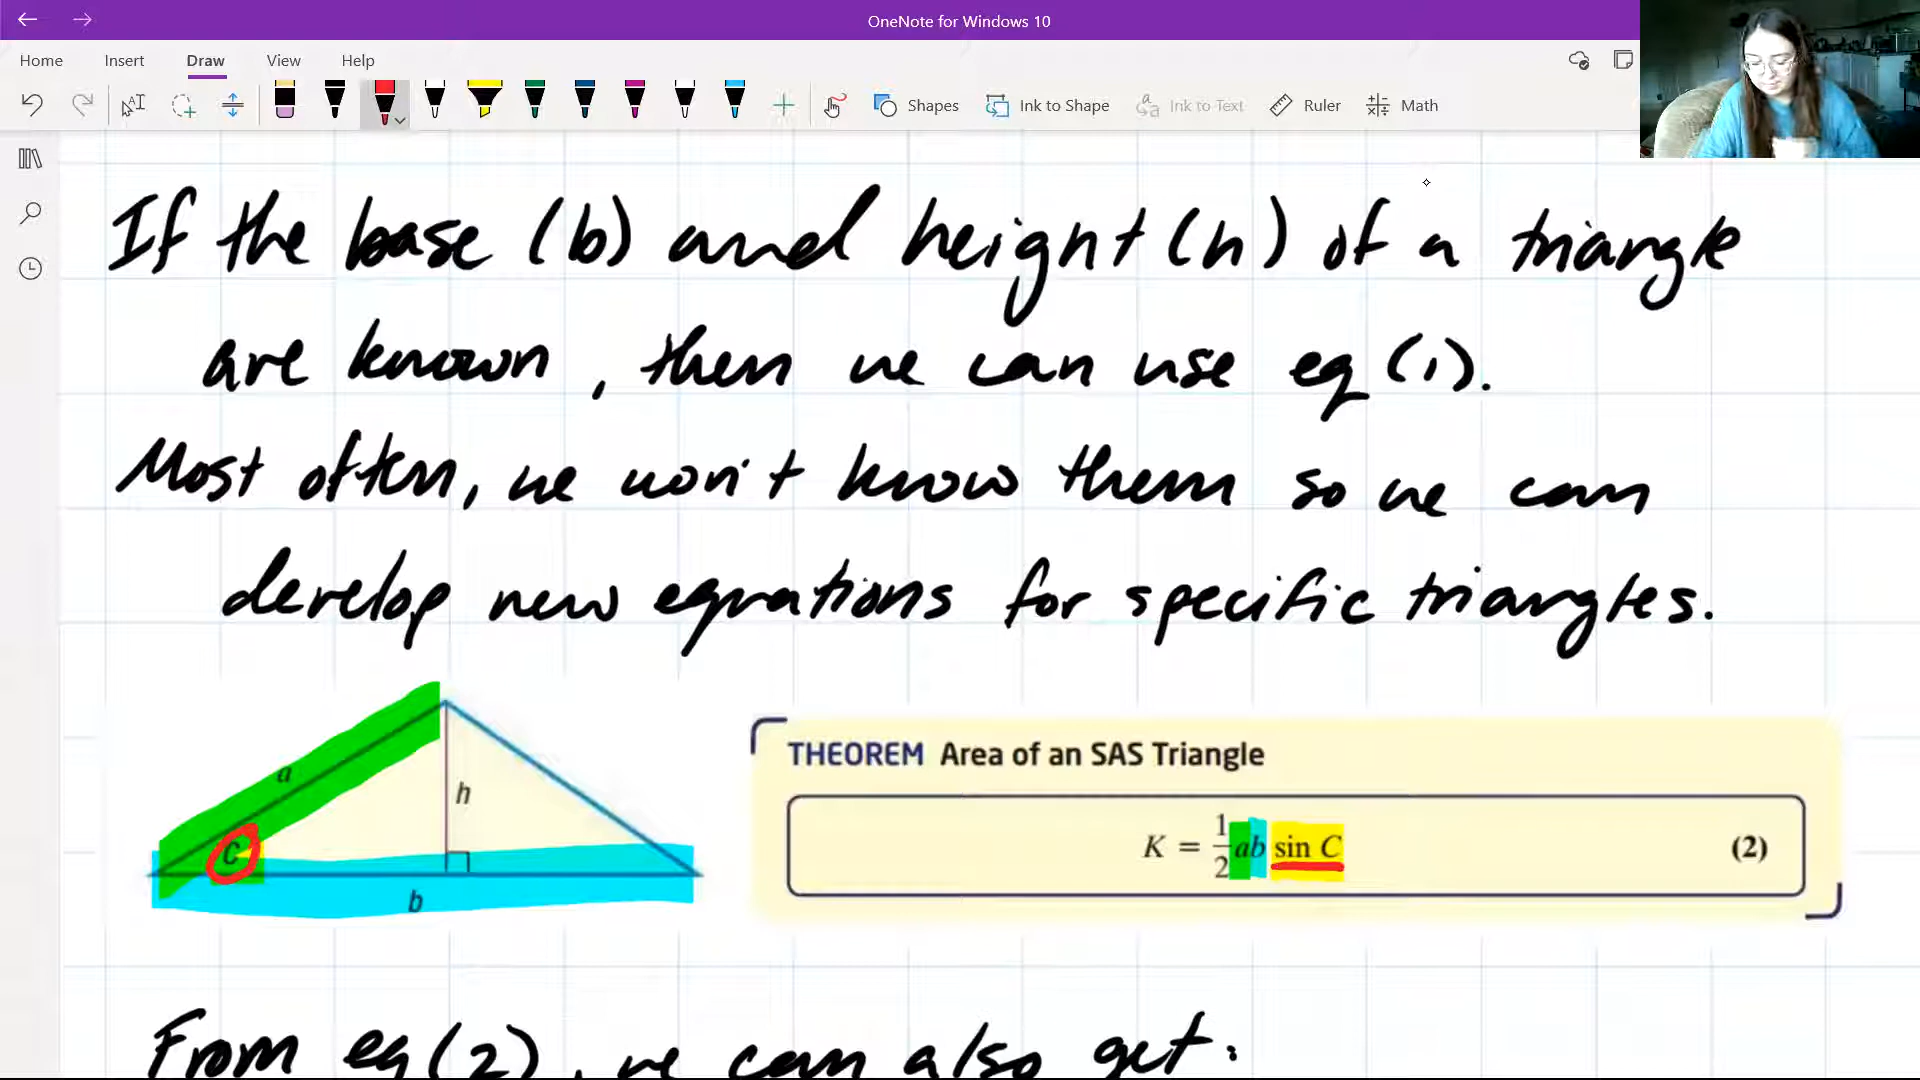 OneNote for Windows 10
Home Insert Draw View Help
Shapes Ink to Shape Ink to Text Ruler Math
If the base (b) and height (h) of a triangle
are known, then we can use eq (1).
Most often, we won't know them so we can
develop new equations for specific triangles.
a
h
C
b
THEOREM Area of an SAS Triangle
K = 1/2 ab sin C (2)
From eq (2), we can also get: